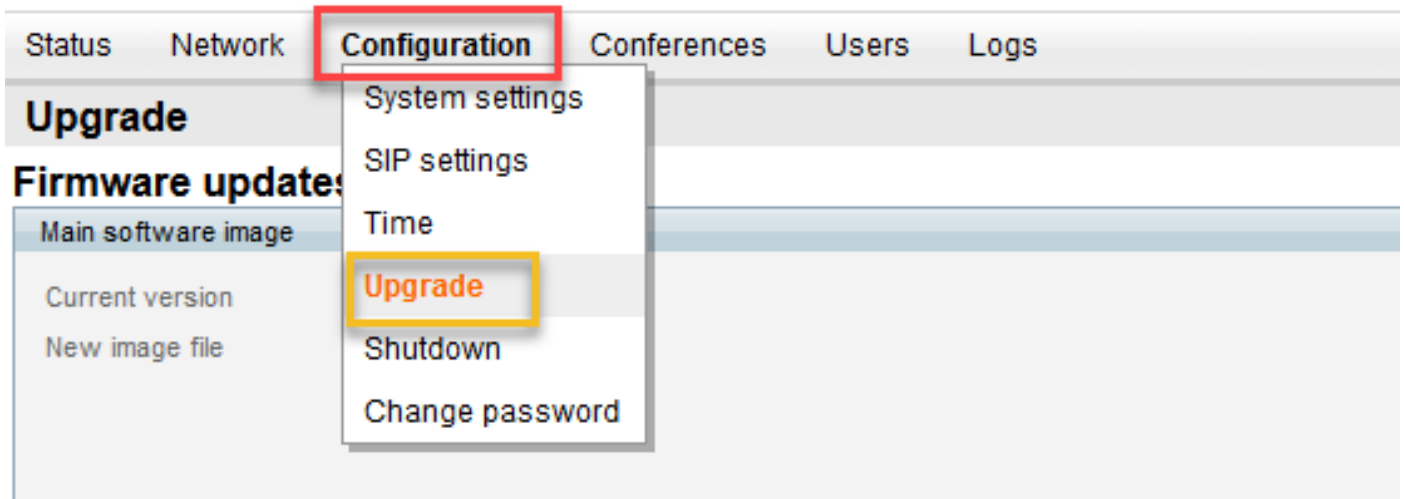 Status Network Configuration Conferences Users Logs
Upgrade
Firmware updates
Main software image
Current version
New image file
System settings
SIP settings
Time
Upgrade
Shutdown
Change password